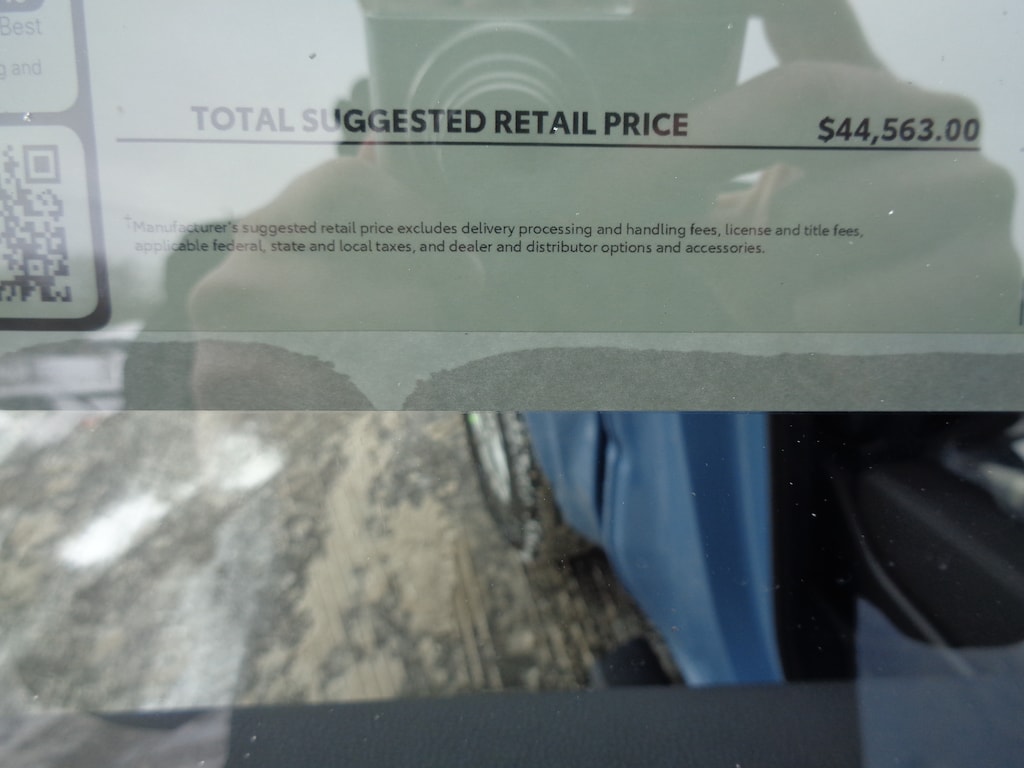 Best
g and
TOTAL SUGGESTED RETAIL PRICE $44,563.00
†Manufacturer's suggested retail price excludes delivery processing and handling fees, license and title fees,
applicable federal, state and local taxes, and dealer and distributor options and accessories.